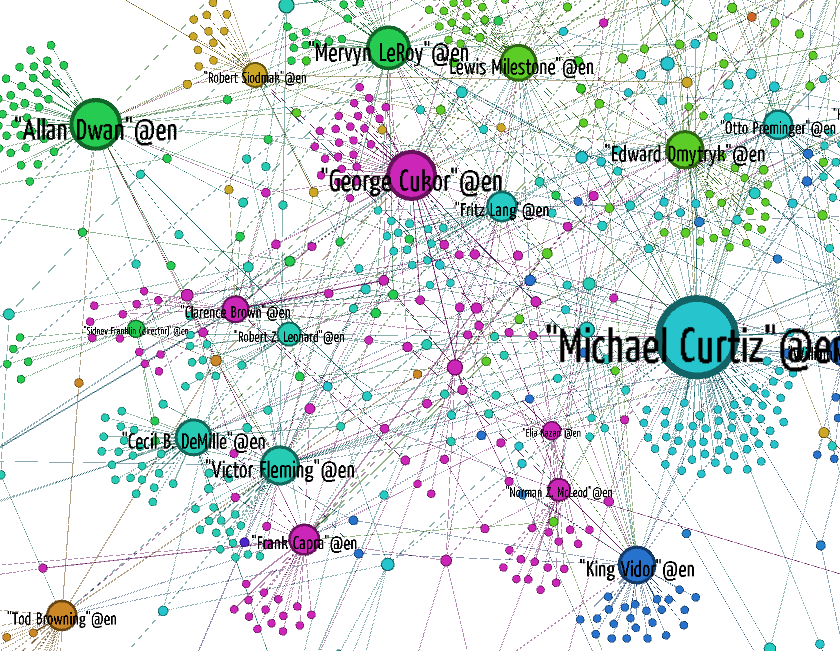 "Mervyn LeRoy"@en
"Lewis Milestone"@en
"Robert Siodmak"@en
"Allan Dwan"@en
"Otto Preminger"@en
"Edward Dmytryk"@en
"George Cukor"@en
"Fritz Lang"@en
"Clarence Brown"@en
"Sidney Franklin (director)"@en
"Robert Z. Leonard"@en
"Michael Curtiz"@en
"Elia Kazan"@en
"Cecil B. DeMille"@en
"Victor Fleming"@en
"Norman Z. McLeod"@en
"Frank Capra"@en
"King Vidor"@en
"Tod Browning"@en